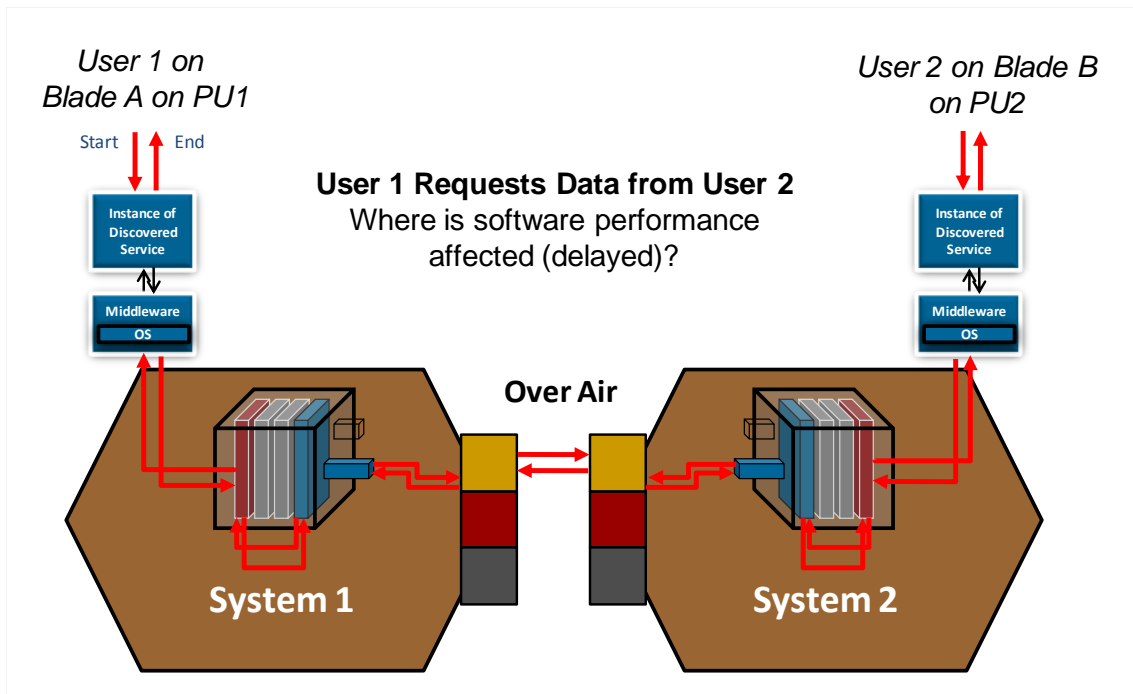 User 1 on
Blade A on PU1
User 2 on Blade B
on PU2
Start
End
User 1 Requests Data from User 2
Where is software performance
affected (delayed)?
Instance of
Discovered
Service
Instance of
Discovered
Service
Middleware
OS
Middleware
OS
Over Air
System 1
System 2